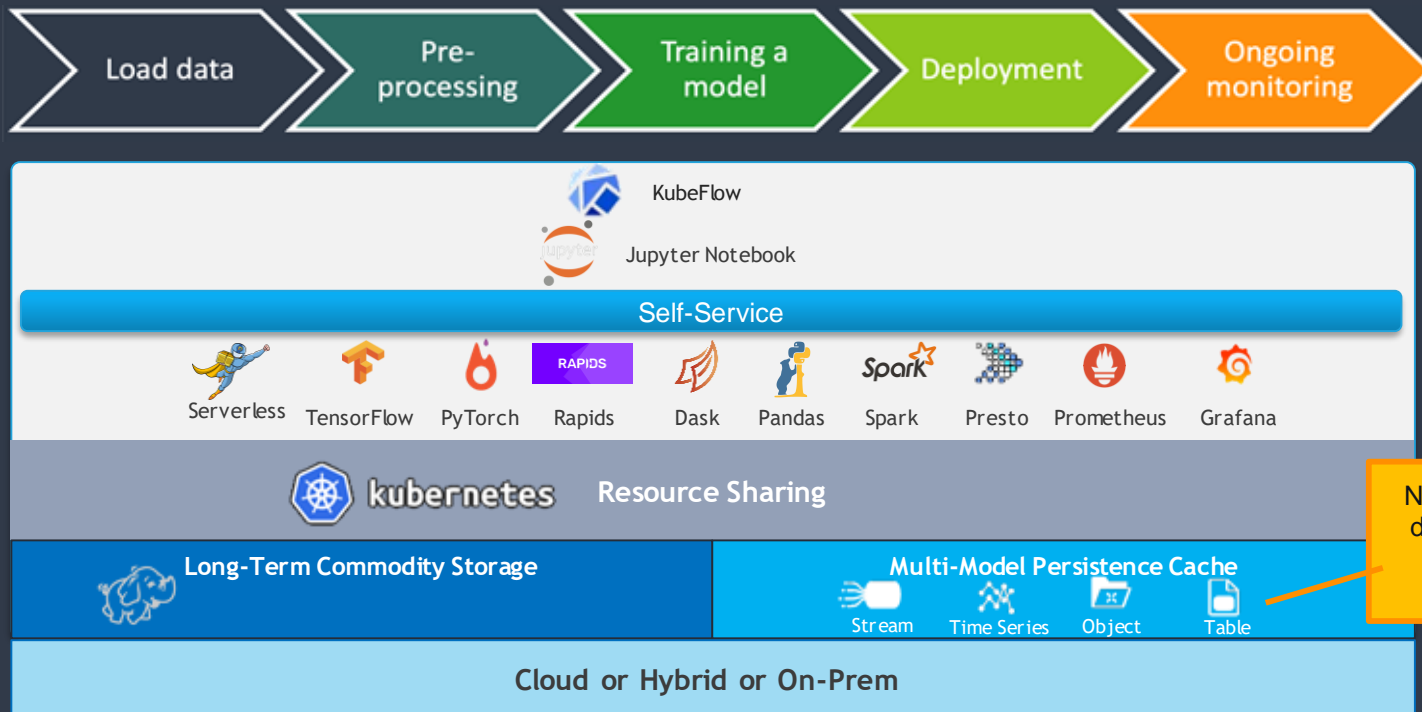 Load data
Pre-
processing
Training a
model
Deployment
Ongoing
monitoring
KubeFlow
jupyter
Jupyter Notebook
Self-Service
RAPIDS
Spark
Serverless
TensorFlow
PyTorch
Rapids
Dask
Pandas
Spark
Presto
Prometheus
Grafana
kubernetes
Resource Sharing
Long-Term Commodity Storage
Multi-Model Persistence Cache
Stream
Time Series
Object
Table
Cloud or Hybrid or On-Prem